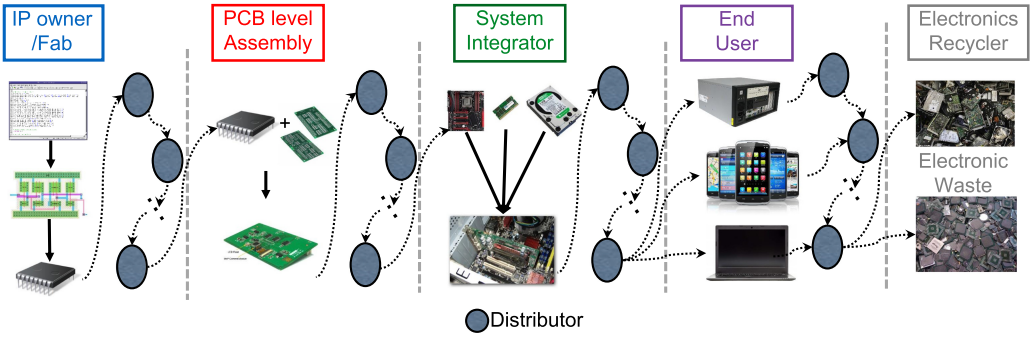 IP owner
/Fab
PCB level
Assembly
System
Integrator
End
User
Electronics
Recycler
+
Electronic
Waste
Distributor